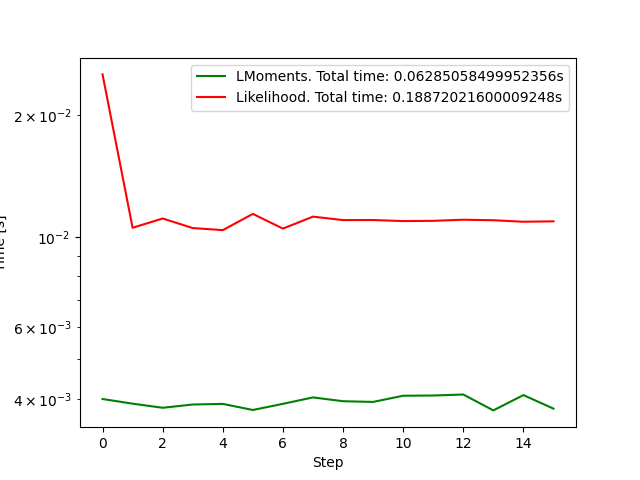 LMoments. Total time: 0.06285058499952356s
Likelihood. Total time: 0.18872021600009248s
2 × 10⁻²
10⁻²
6 × 10⁻³
4 × 10⁻³
[s]
0 2 4 6 8 10 12 14
Step